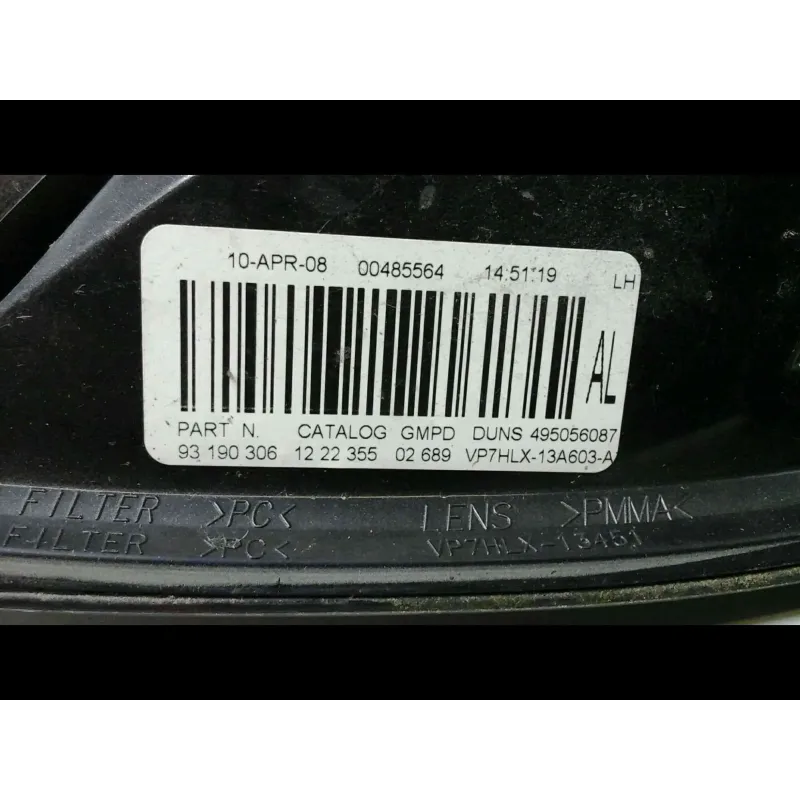 10-APR-08 00485564 14:51:19 LH
AL
PART N. CATALOG GMPD DUNS 495056087
93 190 306 12 22 355 02 689 VP7HLX-13A603-A
FILTER >PC< LENS >PMMA<
FILTER >PC< VP7HLX-13451